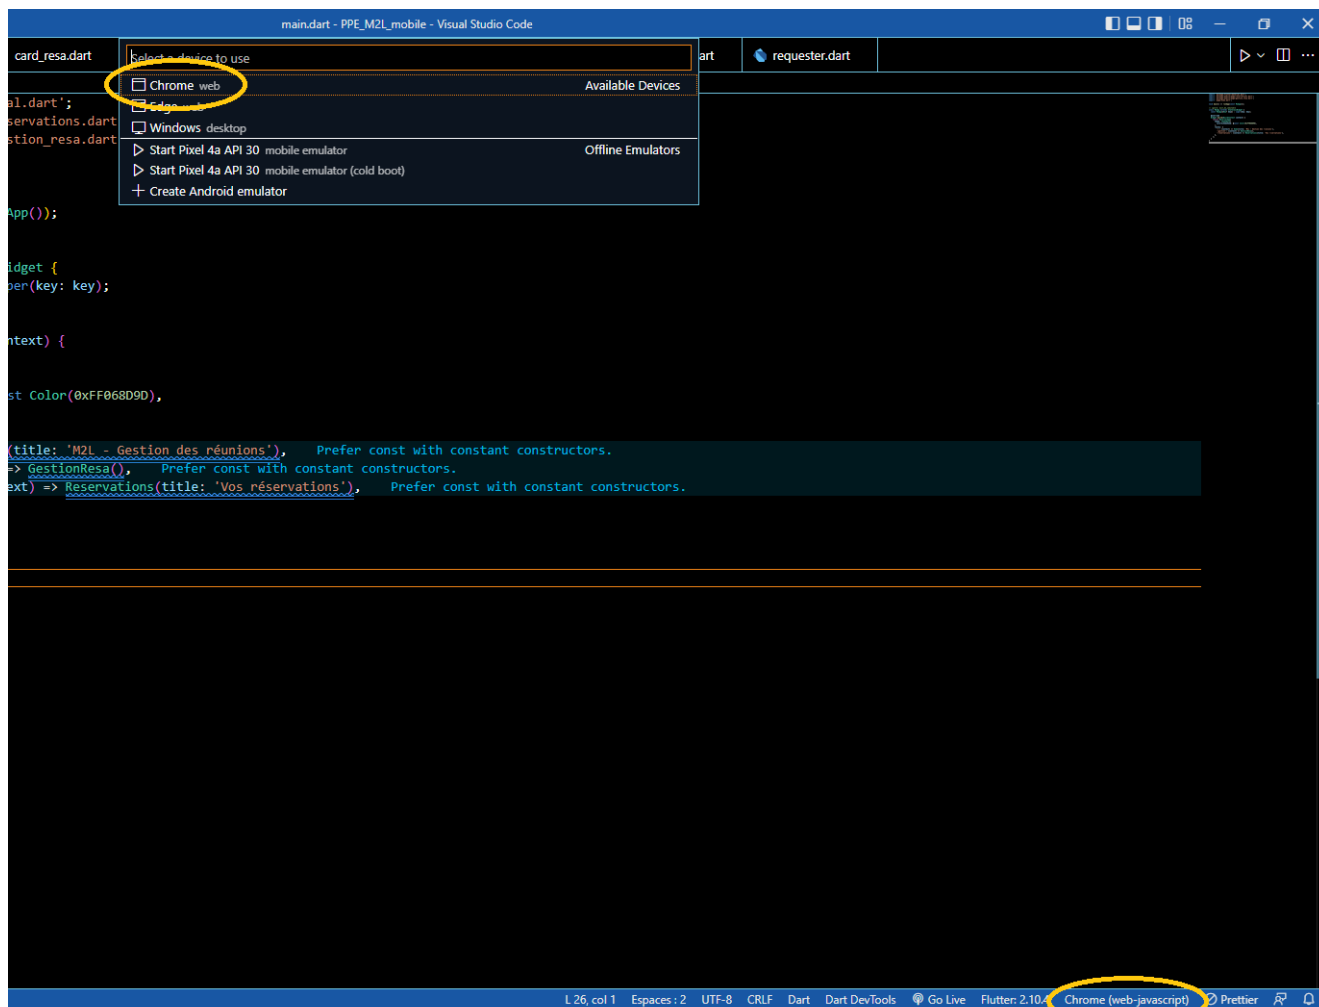 main.dart - PPE_M2L_mobile - Visual Studio Code
card_resa.dart
Select a device to use
art
requester.dart
Chrome web
Available Devices
Edge web
Windows desktop
Start Pixel 4a API 30 mobile emulator
Offline Emulators
Start Pixel 4a API 30 mobile emulator (cold boot)
Create Android emulator
al.dart';
servations.dart
stion_resa.dart
App());
idget {
per(key: key);
ntext) {
st Color(0xFF068D9D),
(title: 'M2L - Gestion des réunions'), Prefer const with constant constructors.
=> GestionResa(), Prefer const with constant constructors.
ext) => Reservations(title: 'Vos réservations'), Prefer const with constant constructors.
L 26, col 1 Espaces : 2 UTF-8 CRLF Dart Dart DevTools Go Live Flutter: 2.10.4 Chrome (web-javascript) Prettier